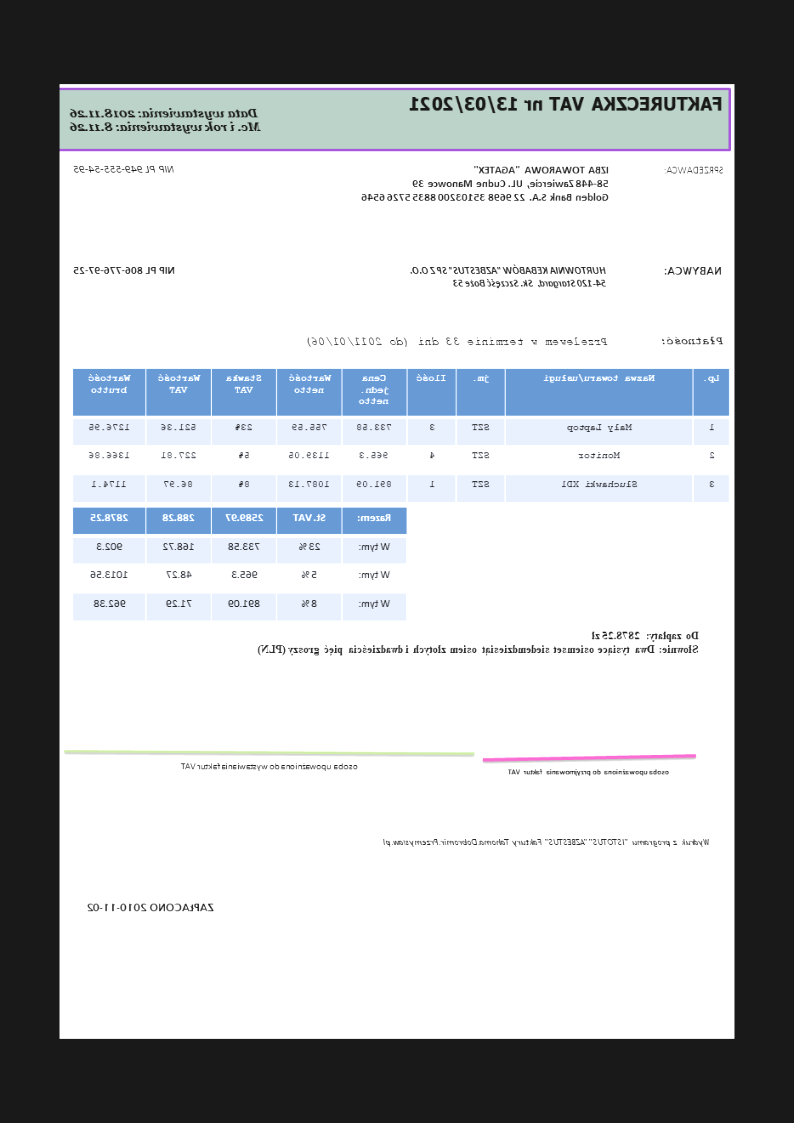 FAKTURECZKA VAT nr 13/03/2021
Data wystawienia: 2018.11.26
Mc. i rok wystawienia: 8.11.26
SPRZEDAWCA: IZBA TOWAROWA "AGATEX" NIP PL 949-555-54-95
58-448 Zawiercie, UL. Cudne Manowce 39
Golden Bank S.A. 22 9698 35103200 8835 5726 6546
NABYWCA: HURTOWNIA KEBABÓW "AZBESTUS" SP Z O.O. NIP PL 806-776-97-25
54-120 Stargard, Sk. Szczęść Boże 53
Płatność: Przelewem w terminie 33 dni (do 2011/01/06)
Lp. Nazwa towaru/usługi jm. Ilość Cena jedn. netto Wartość netto Stawka VAT Wartość VAT Wartość brutto
1 Mały Laptop SZT 3 733.58 755.59 23% 521.36 1276.95
2 Monitor SZT 4 965.3 1139.05 5% 227.81 1366.86
3 Słuchawki XD1 SZT 1 891.09 1087.13 8% 86.97 1174.1
Razem: St. VAT 2589.97 288.28 2878.25
W tym: 23 % 733.58 168.72 902.3
W tym: 5 % 965.3 48.27 1013.56
W tym: 8 % 891.09 71.29 962.38
Do zapłaty: 2878.25 zł
Słownie: Dwa tysiące osiemset siedemdziesiąt osiem złotych i dwadzieścia pięć groszy (PLN)
osoba upoważniona do przyjmowania faktur VAT
osoba upoważniona do wystawiania faktur VAT
Wydruk z programu "ISTOTUS" "AZBESTUS" Faktury Tahoma.Dobromir.Przemyslaw.pl
ZAPŁACONO 2010-11-02